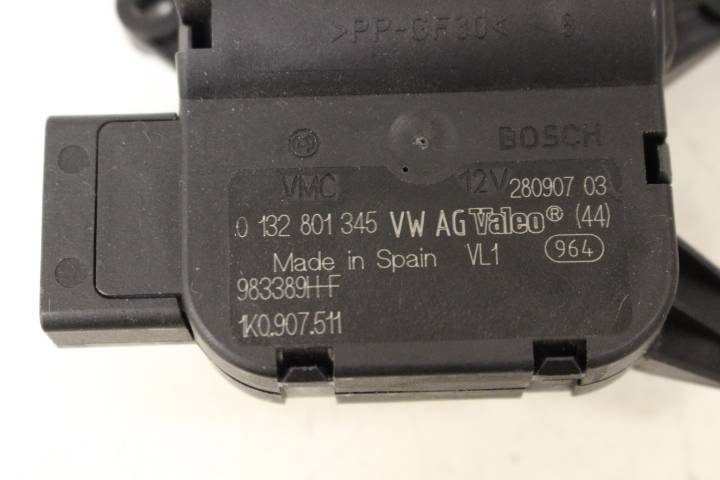 >PP-GF30< 6
BOSCH
VMC 12V 280907 03
0 132 801 345 VW AG Valeo® (44)
Made in Spain VL1 964
983389H-F
1K0.907.511